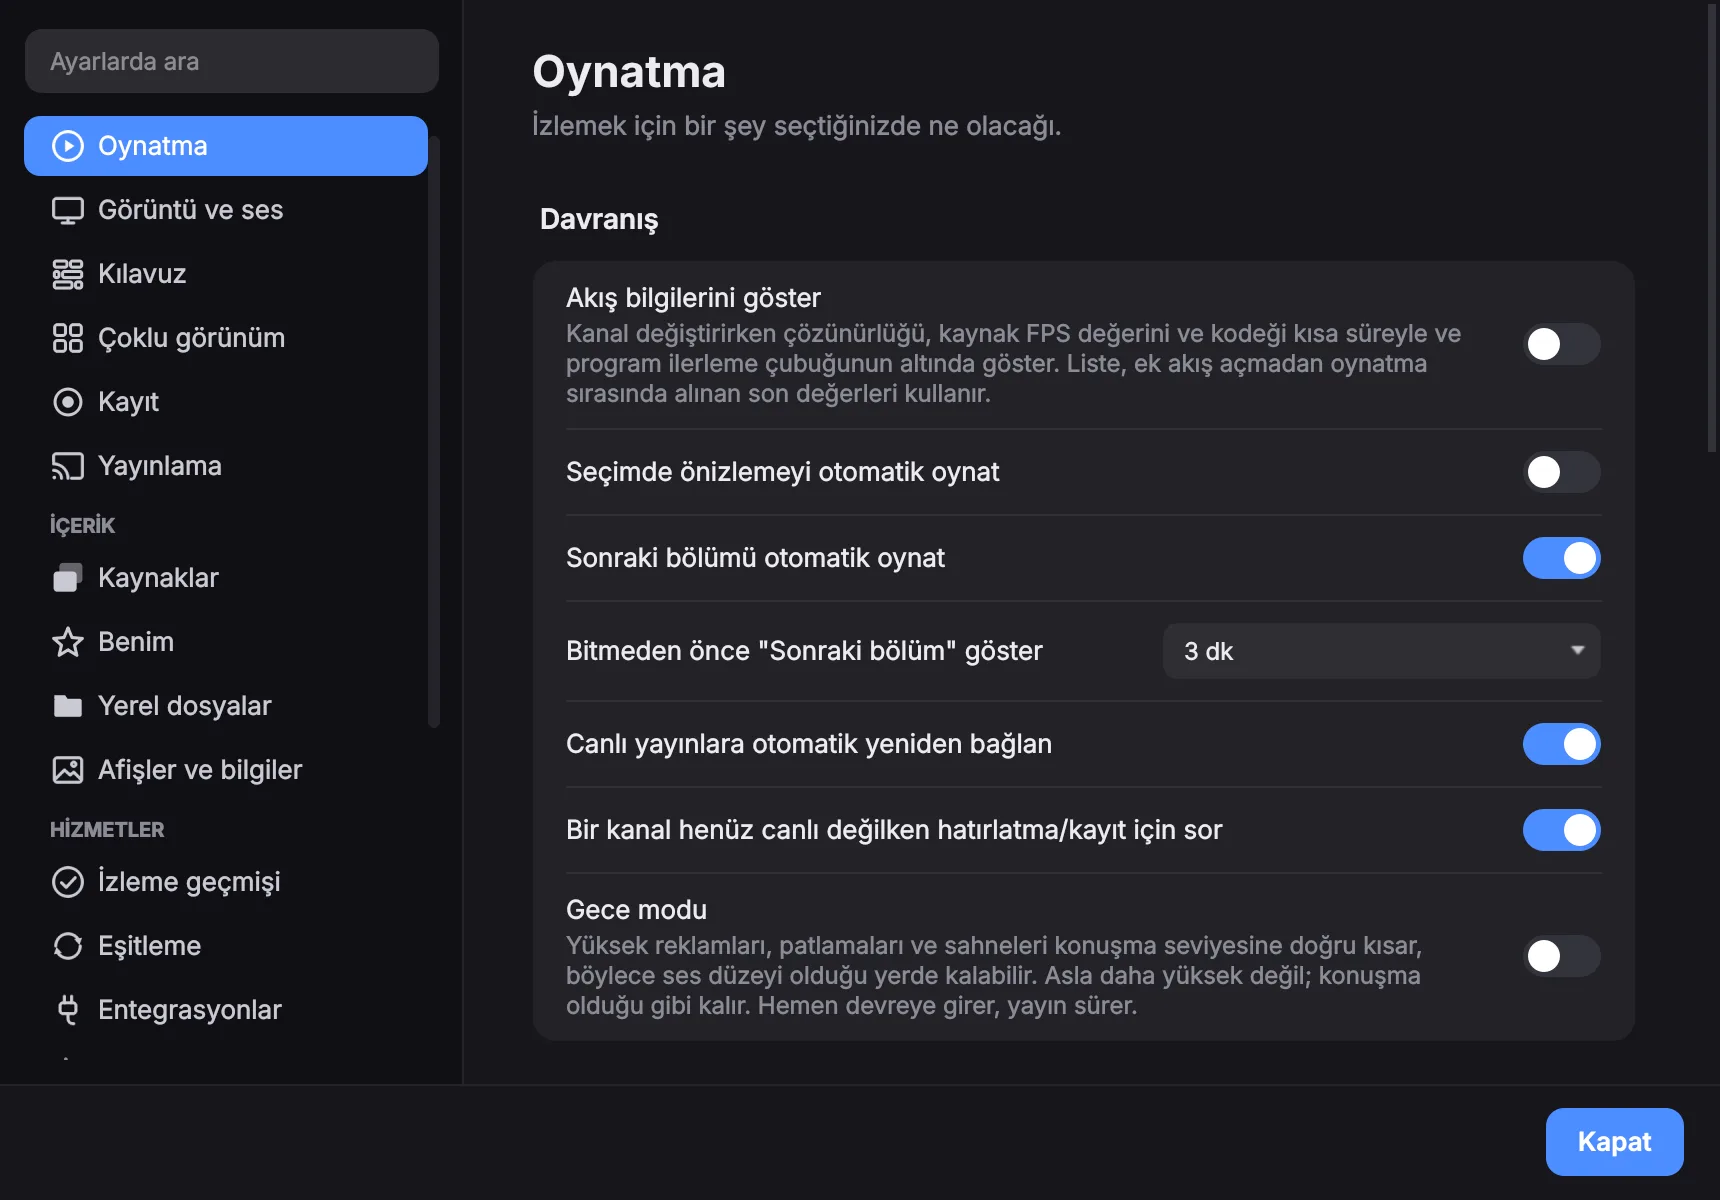 Ayarlarda ara
Oynatma
Görüntü ve ses
Kılavuz
Çoklu görünüm
Kayıt
Yayınlama
İÇERİK
Kaynaklar
Benim
Yerel dosyalar
Afişler ve bilgiler
HİZMETLER
İzleme geçmişi
Eşitleme
Entegrasyonlar
Oynatma
İzlemek için bir şey seçtiğinizde ne olacağı.
Davranış
Akış bilgilerini göster
Kanal değiştirirken çözünürlüğü, kaynak FPS değerini ve kodeği kısa süreyle ve
program ilerleme çubuğunun altında göster. Liste, ek akış açmadan oynatma
sırasında alınan son değerleri kullanır.
Seçimde önizlemeyi otomatik oynat
Sonraki bölümü otomatik oynat
Bitmeden önce "Sonraki bölüm" göster
3 dk
Canlı yayınlara otomatik yeniden bağlan
Bir kanal henüz canlı değilken hatırlatma/kayıt için sor
Gece modu
Yüksek reklamları, patlamaları ve sahneleri konuşma seviyesine doğru kısar,
böylece ses düzeyi olduğu yerde kalabilir. Asla daha yüksek değil; konuşma
olduğu gibi kalır. Hemen devreye girer, yayın sürer.
Kapat